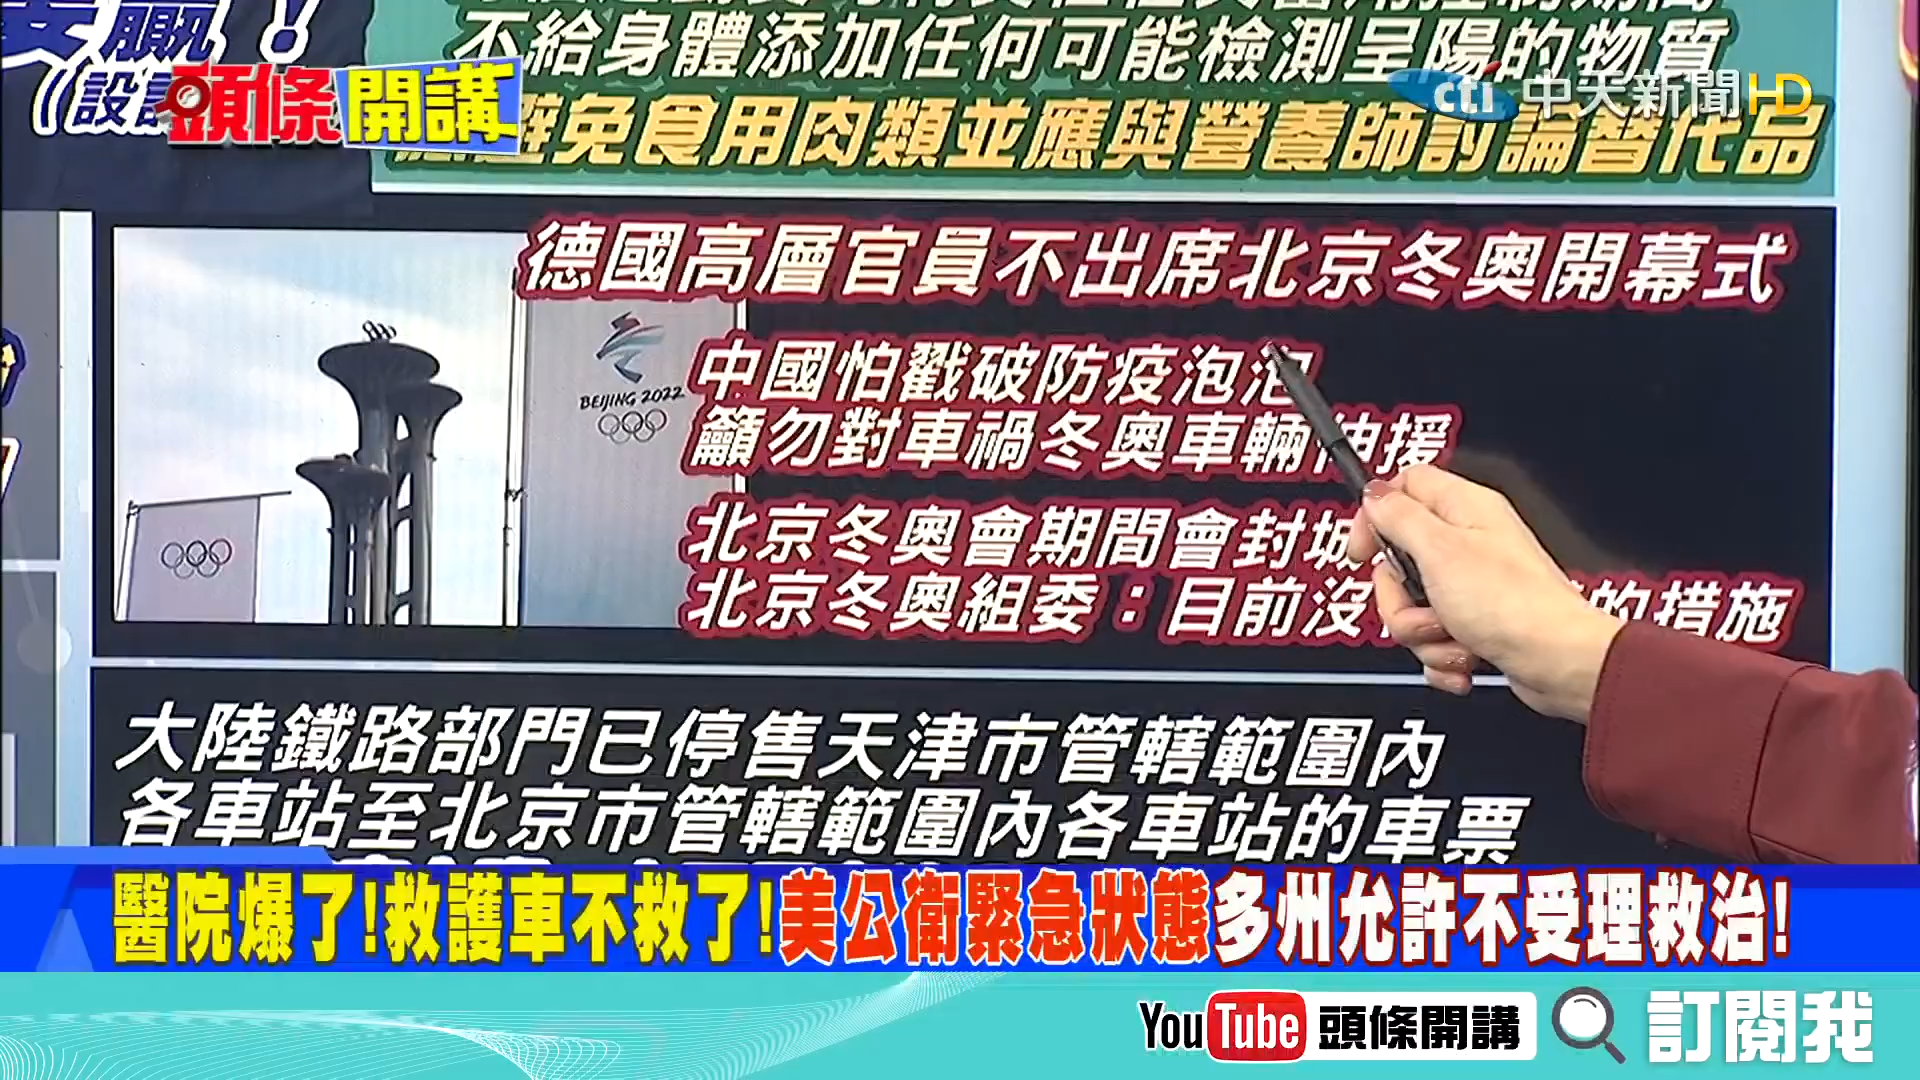 不給身體添加任何可能檢測呈陽的物質
避免食用肉類並應與營養師討論替代品
頭條開講
cti 中天新聞HD
德國高層官員不出席北京冬奧開幕式
中國怕戳破防疫泡泡
籲勿對車禍冬奧車輛伸援
BEIJING 2022
北京冬奧會期間會封城
北京冬奧組委：目前沒 的措施
大陸鐵路部門已停售天津市管轄範圍內
各車站至北京市管轄範圍內各車站的車票
醫院爆了!救護車不救了!美公衛緊急狀態多州允許不受理救治!
YouTube 頭條開講 訂閱我